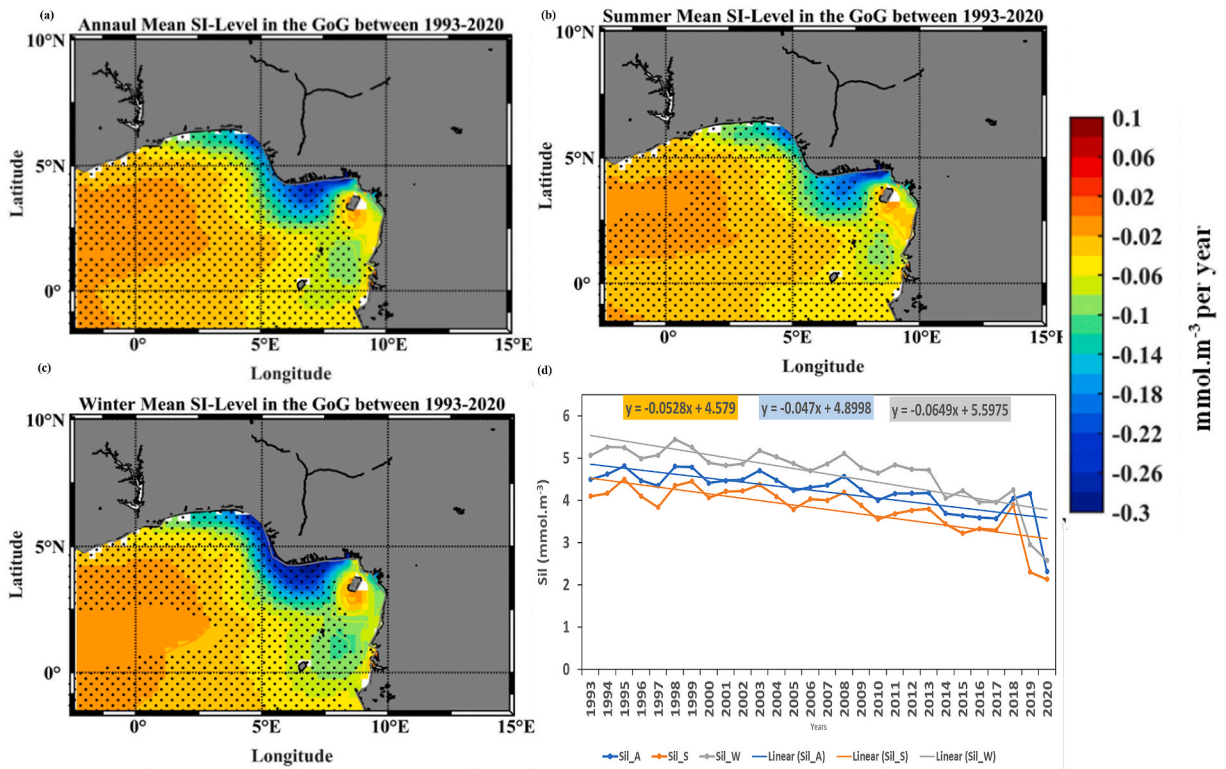 (a)
Annaul Mean SI-Level in the GoG between 1993-2020
10°N
5°N
0°
Latitude
0° 5°E 10°E 15°E
Longitude
(b)
Summer Mean SI-Level in the GoG between 1993-2020
10°N
5°N
0°
Latitude
0° 5°E 10°E 15°E
Longitude
0.1
0.06
0.02
-0.02
-0.06
-0.1
-0.14
-0.18
-0.22
-0.26
-0.3
mmol.m⁻³ per year
(c)
Winter Mean SI-Level in the GoG between 1993-2020
10°N
5°N
0°
Latitude
0° 5°E 10°E 15°E
Longitude
(d)
y = -0.0528x + 4.579 y = -0.047x + 4.8998 y = -0.0649x + 5.5975
6
5
4
3
2
1
0
Sil (mmol.m⁻³)
1993 1994 1995 1996 1997 1998 1999 2000 2001 2002 2003 2004 2005 2006 2007 2008 2009 2010 2011 2012 2013 2014 2015 2016 2017 2018 2019 2020
Years
Sil_A Sil_S Sil_W Linear (Sil_A) Linear (Sil_S) Linear (Sil_W)